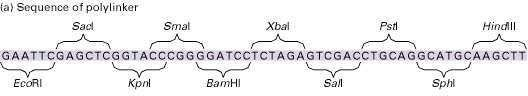 (a) Sequence of polylinker
SacI SmaI XbaI PstI HindIII
GAATTCGAGCTCGGTACCCGGGGATCCTCTAGAGTCGACCTGCAGGCATGCAAGCTT
EcoRI KpnI BamHI SalI SphI